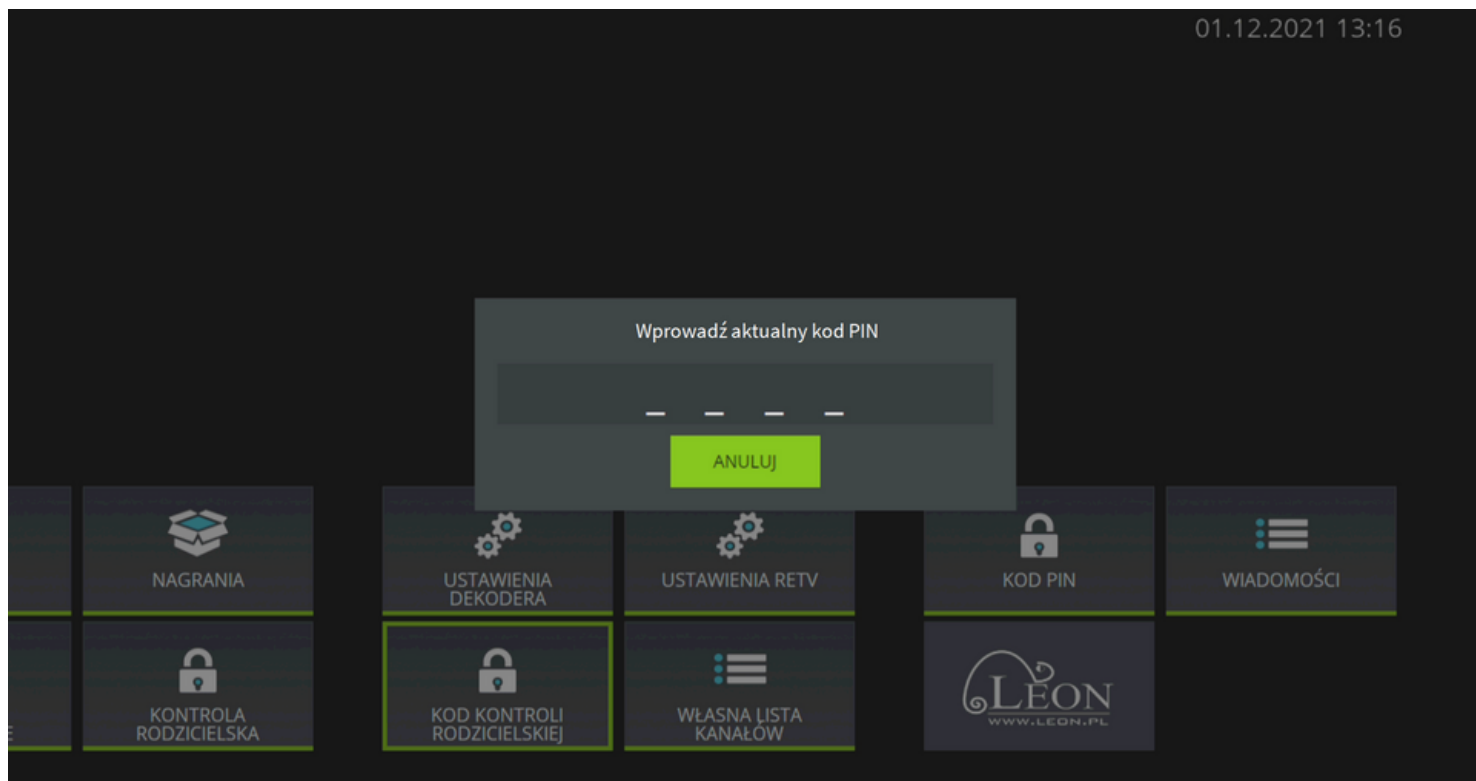 01.12.2021 13:16
Wprowadź aktualny kod PIN
ANULUJ
NAGRANIA
USTAWIENIA
DEKODERA
USTAWIENIA RETV
KOD PIN
WIADOMOŚCI
E
KONTROLA
RODZICIELSKA
KOD KONTROLI
RODZICIELSKIEJ
WŁASNA LISTA
KANAŁÓW
LEON
WWW.LEON.PL